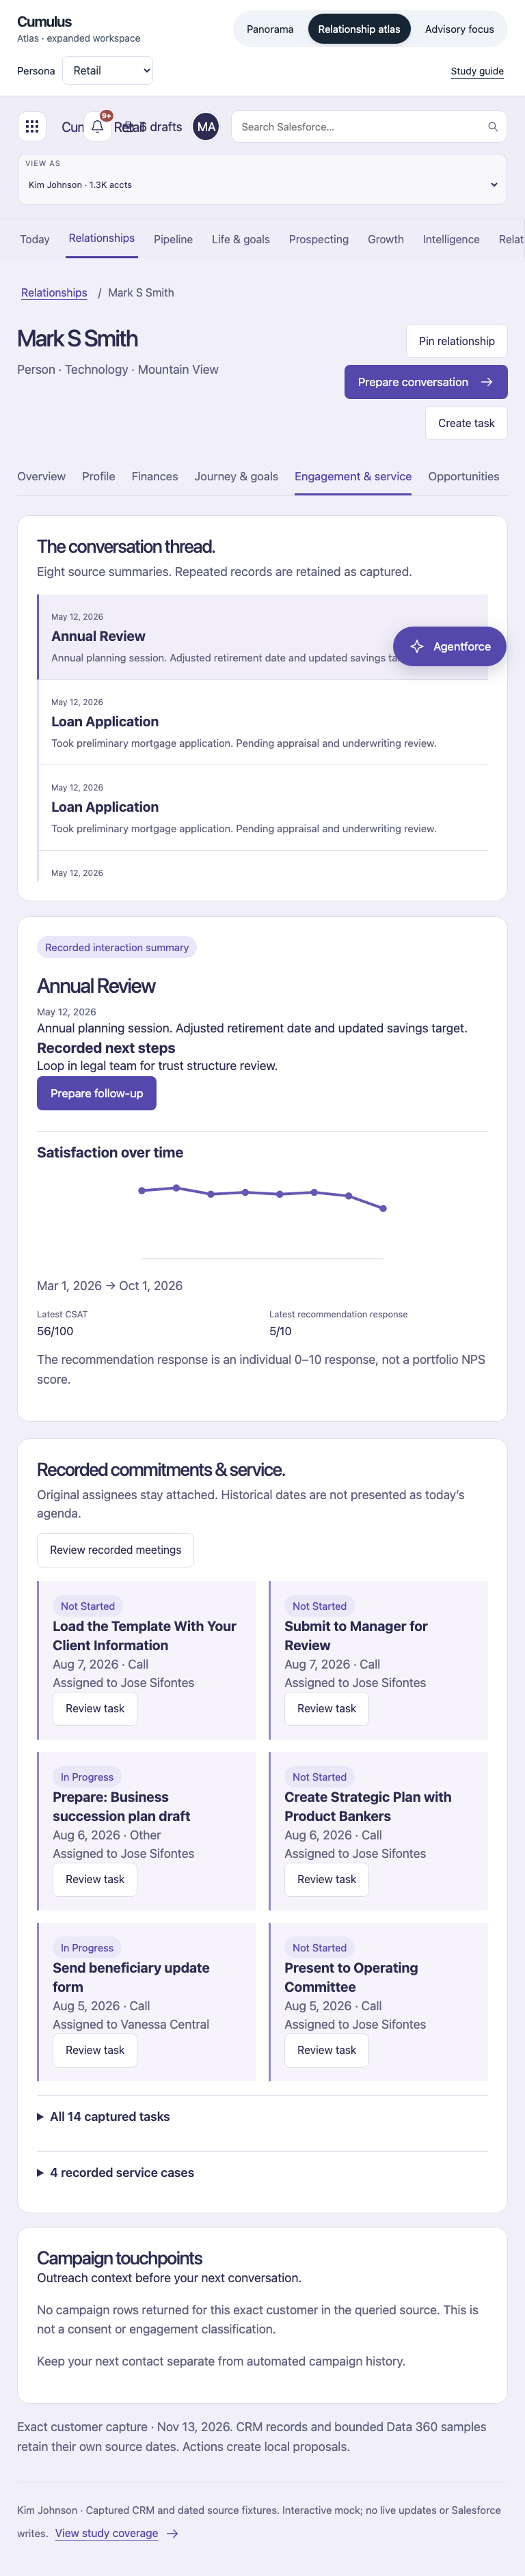 Cumulus
Atlas · expanded workspace
Panorama
Relationship atlas
Advisory focus
Persona
Retail
Study guide
9+
6 drafts
MA
Search Salesforce...
VIEW AS
Kim Johnson · 1.3K accts
Today
Relationships
Pipeline
Life & goals
Prospecting
Growth
Intelligence
Relat
Relationships / Mark S Smith
Mark S Smith
Person · Technology · Mountain View
Pin relationship
Prepare conversation →
Create task
Overview
Profile
Finances
Journey & goals
Engagement & service
Opportunities
The conversation thread.
Eight source summaries. Repeated records are retained as captured.
May 12, 2026
Annual Review
Annual planning session. Adjusted retirement date and updated savings
Agentforce
May 12, 2026
Loan Application
Took preliminary mortgage application. Pending appraisal and underwriting review.
May 12, 2026
Loan Application
Took preliminary mortgage application. Pending appraisal and underwriting review.
May 12, 2026
Recorded interaction summary
Annual Review
May 12, 2026
Annual planning session. Adjusted retirement date and updated savings target.
Recorded next steps
Loop in legal team for trust structure review.
Prepare follow-up
Satisfaction over time
Mar 1, 2026 → Oct 1, 2026
Latest CSAT
56/100
Latest recommendation response
5/10
The recommendation response is an individual 0–10 response, not a portfolio NPS
score.
Recorded commitments & service.
Original assignees stay attached. Historical dates are not presented as today's
agenda.
Review recorded meetings
Not Started
Load the Template With Your
Client Information
Aug 7, 2026 · Call
Assigned to Jose Sifontes
Review task
Not Started
Submit to Manager for
Review
Aug 7, 2026 · Call
Assigned to Jose Sifontes
Review task
In Progress
Prepare: Business
succession plan draft
Aug 6, 2026 · Other
Assigned to Jose Sifontes
Review task
Not Started
Create Strategic Plan with
Product Bankers
Aug 6, 2026 · Call
Assigned to Jose Sifontes
Review task
In Progress
Send beneficiary update
form
Aug 5, 2026 · Call
Assigned to Vanessa Central
Review task
Not Started
Present to Operating
Committee
Aug 5, 2026 · Call
Assigned to Jose Sifontes
Review task
All 14 captured tasks
4 recorded service cases
Campaign touchpoints
Outreach context before your next conversation.
No campaign rows returned for this exact customer in the queried source. This is
not a consent or engagement classification.
Keep your next contact separate from automated campaign history.
Exact customer capture · Nov 13, 2026. CRM records and bounded Data 360 samples
retain their own source dates. Actions create local proposals.
Kim Johnson · Captured CRM and dated source fixtures. Interactive mock; no live updates or Salesforce
writes. View study coverage →